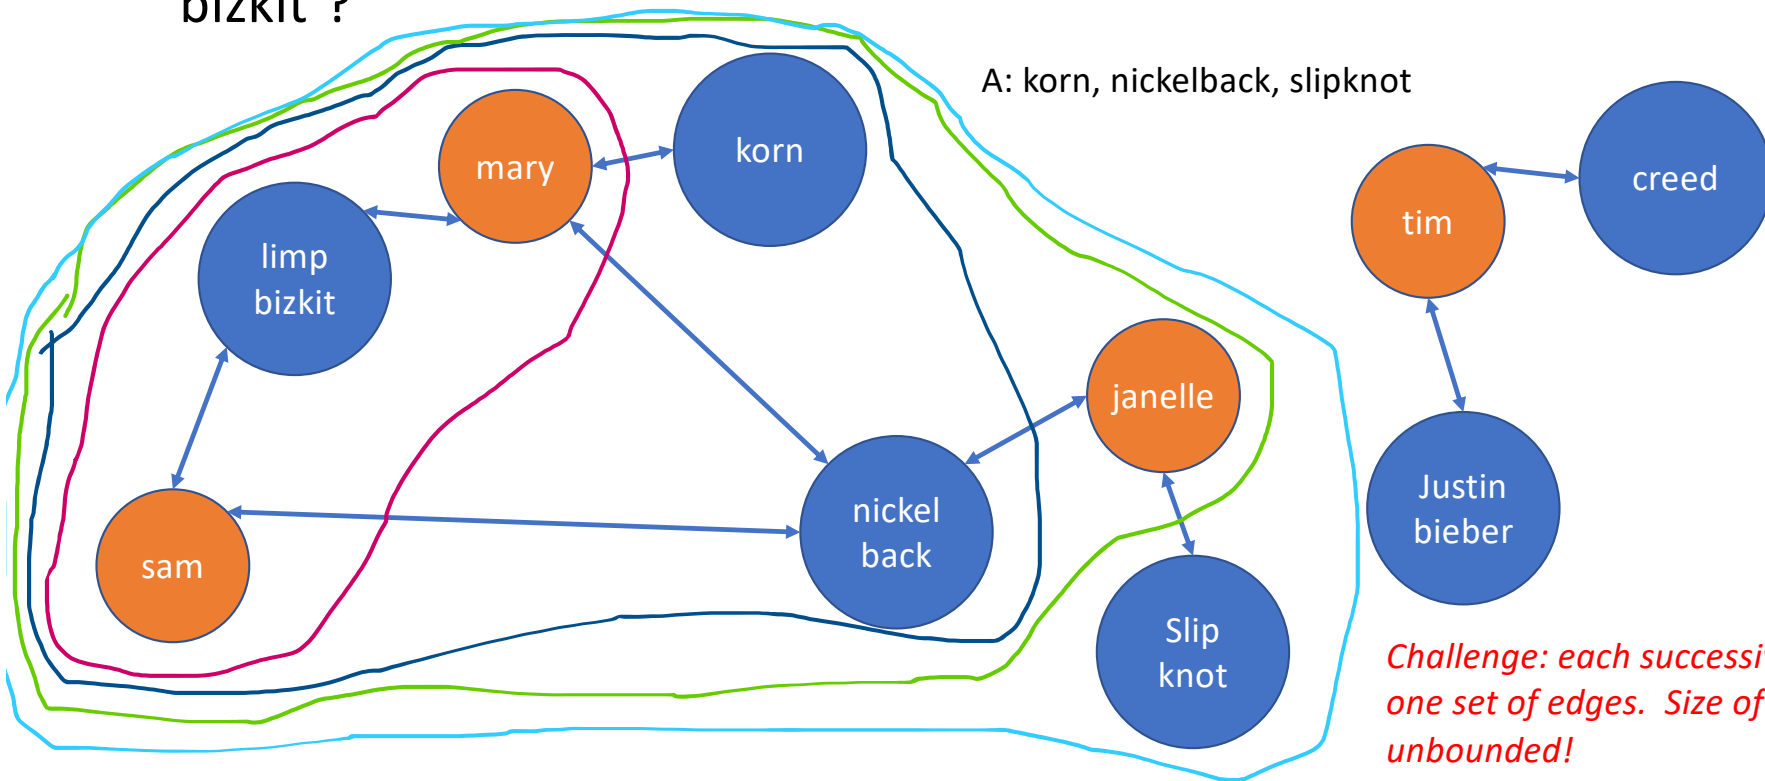 bizkit"?
A: korn, nickelback, slipknot
mary
korn
creed
tim
limp
bizkit
janelle
nickel
back
Justin
bieber
sam
Slip
knot
Challenge: each successi
one set of edges. Size of
unbounded!